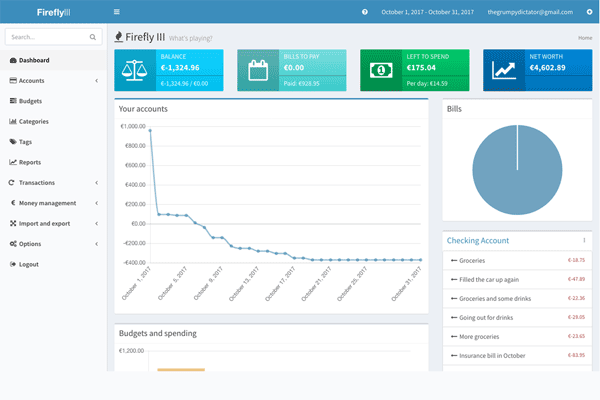 FireflyIII
October 1, 2017 - October 31, 2017
thegrumpydictator@gmail.com
Search...
Dashboard
Accounts
Budgets
Categories
Tags
Reports
Transactions
Money management
Import and export
Options
Logout
Firefly III What's playing?
Home
BALANCE
€-1,324.96
€-1,324.96 / €0.00
BILLS TO PAY
€0.00
Paid: €928.95
LEFT TO SPEND
€175.04
Per day: €14.59
NET WORTH
€4,602.89
Your accounts
€1,000.00
€800.00
€600.00
€400.00
€200.00
€0.00
€-200.00
€-400.00
October 1, 2017
October 5, 2017
October 9, 2017
October 13, 2017
October 17, 2017
October 21, 2017
October 25, 2017
October 31, 2017
Bills
Checking Account
Groceries €-18.75
Filled the car up again €-47.89
Groceries and some drinks €-22.36
Going out for drinks €-29.05
More groceries €-23.65
Insurance bill in October €-93.95
Budgets and spending
€1,200.00